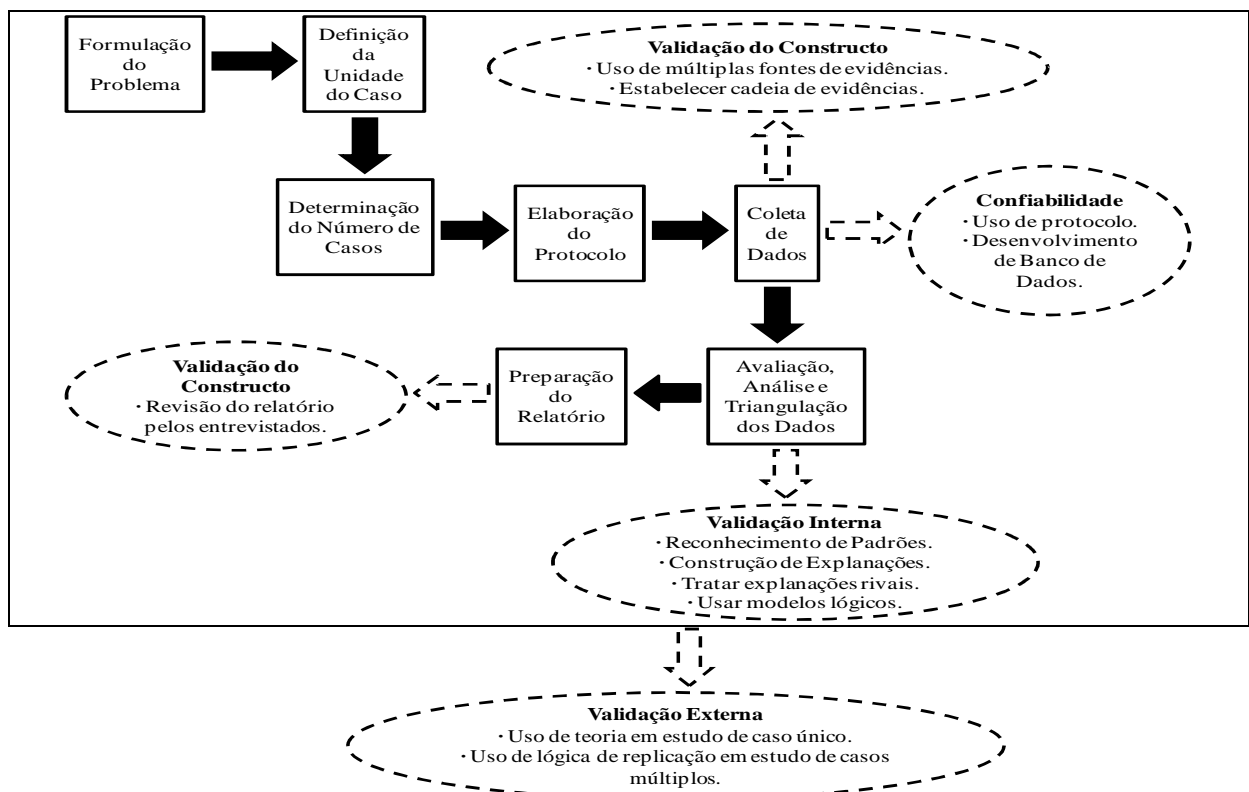 Formulação
do
Problema
Definição
da
Unidade
do Caso
Validação do Constructo
· Uso de múltiplas fontes de evidências.
· Estabelecer cadeia de evidências.
Determinação
do Número de
Casos
Elaboração
do
Protocolo
Coleta
de
Dados
Confiabilidade
· Uso de protocolo.
· Desenvolvimento
de Banco de
Dados.
Validação do
Constructo
· Revisão do relatório
pelos entrevistados.
Preparação
do
Relatório
Avaliação,
Análise e
Triangulação
dos Dados
Validação Interna
· Reconhecimento de Padrões.
· Construção de Explanações.
· Tratar explanações rivais.
· Usar modelos lógicos.
Validação Externa
· Uso de teoria em estudo de caso único.
· Uso de lógica de replicação em estudo de casos
múltiplos.